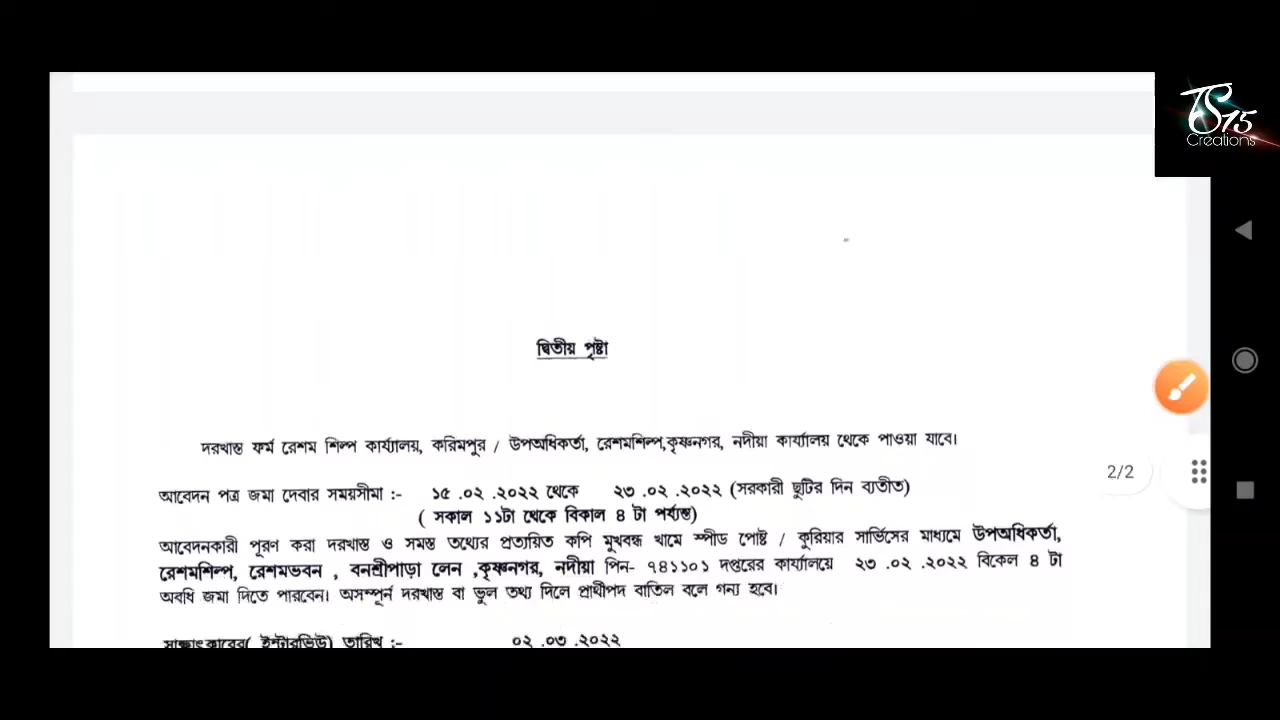 TS15
Creations
দ্বিতীয় পৃষ্টা
দরখাস্ত ফর্ম রেশম শিল্প কার্য্যালয়, করিমপুর / উপঅধিকর্তা, রেশমশিল্প,কৃষ্ণনগর, নদীয়া কার্য্যালয় থেকে পাওয়া যাবে।
2/2
আবেদন পত্র জমা দেবার সময়সীমা :- ১৫ .০২ .২০২২ থেকে ২৩ .০২ .২০২২ (সরকারী ছুটির দিন ব্যতীত)
( সকাল ১১টা থেকে বিকাল ৪ টা পর্য্যন্ত)
আবেদনকারী পূরণ করা দরখাস্ত ও সমস্ত তথ্যের প্রত্যয়িত কপি মুখবন্ধ খামে স্পীড পোষ্ট / কুরিয়ার সার্ভিসের মাধ্যমে উপঅধিকর্তা,
রেশমশিল্প, রেশমভবন , বনশ্রীপাড়া লেন ,কৃষ্ণনগর, নদীয়া পিন- ৭৪১১০১ দপ্তরের কার্য্যালয়ে ২৩ .০২ .২০২২ বিকেল ৪ টা
অবধি জমা দিতে পারবেন। অসম্পূর্ন দরখাস্ত বা ভুল তথ্য দিলে প্রার্থীপদ বাতিল বলে গন্য হবে।
সাক্ষাৎকারের( ইন্টারভিউ) তারিখ :- ০২ .০৩ .২০২২